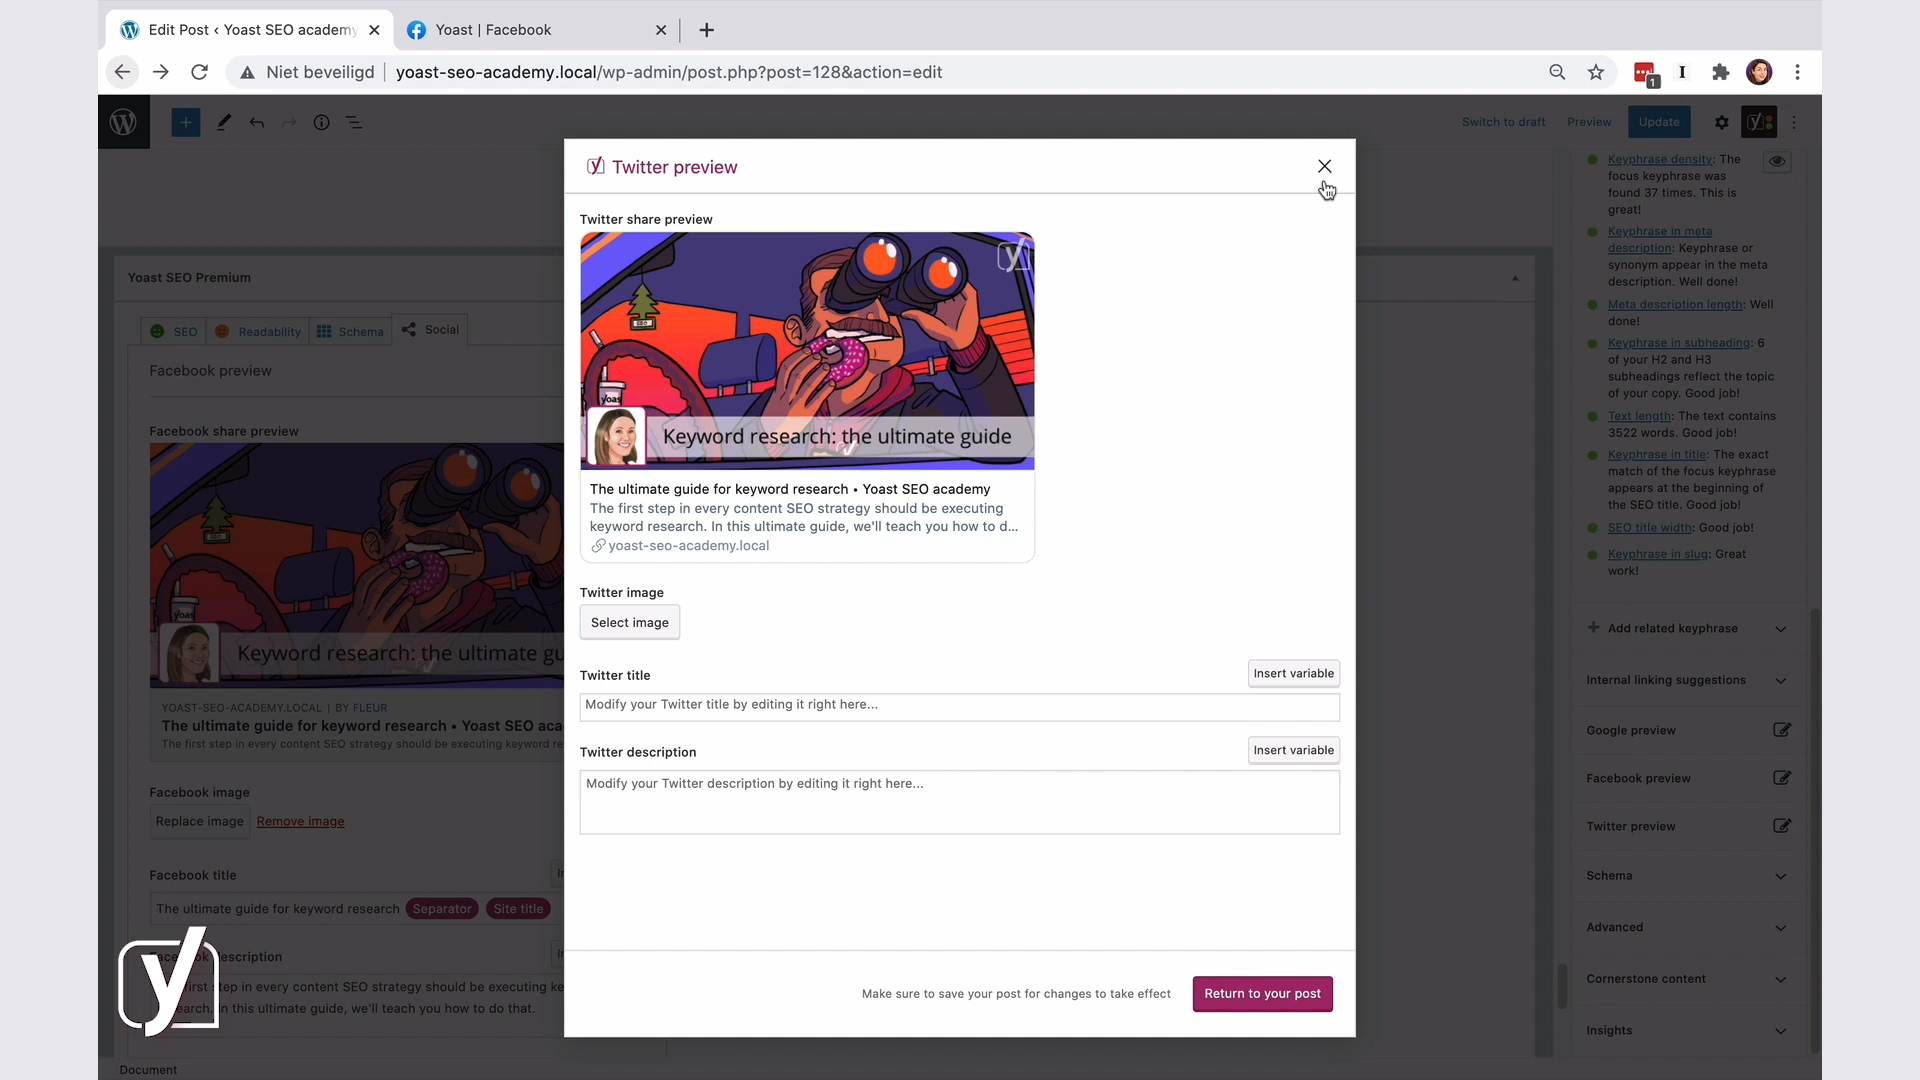 Edit Post ‹ Yoast SEO academy
Yoast | Facebook
Niet beveiligd
yoast-seo-academy.local/wp-admin/post.php?post=128&action=edit
1
Switch to draft
Preview
Update
Twitter preview
Twitter share preview
SEO
yoas
Keyword research: the ultimate guide
The ultimate guide for keyword research • Yoast SEO academy
The first step in every content SEO strategy should be executing
keyword research. In this ultimate guide, we'll teach you how to d...
yoast-seo-academy.local
Twitter image
Select image
Twitter title
Insert variable
Modify your Twitter title by editing it right here...
Twitter description
Insert variable
Modify your Twitter description by editing it right here...
Make sure to save your post for changes to take effect
Return to your post
Yoast SEO Premium
SEO
Readability
Schema
Social
Facebook preview
Facebook share preview
yoas
Keyword research: the ultimate gu
YOAST-SEO-ACADEMY.LOCAL | BY FLEUR
The ultimate guide for keyword research • Yoast SEO aca
The first step in every content SEO strategy should be executing keyword re
Facebook image
Replace image
Remove image
Facebook title
In
The ultimate guide for keyword research
Separator
Site title
In
description
step in every content SEO strategy should be executing ke
n this ultimate guide, we'll teach you how to do that.
Document
Keyphrase density: The
focus keyphrase was
found 37 times. This is
great!
Keyphrase in meta
description: Keyphrase or
synonym appear in the meta
description. Well done!
Meta description length: Well
done!
Keyphrase in subheading: 6
of your H2 and H3
subheadings reflect the topic
of your copy. Good job!
Text length: The text contains
3522 words. Good job!
Keyphrase in title: The exact
match of the focus keyphrase
appears at the beginning of
the SEO title. Good job!
SEO title width: Good job!
Keyphrase in slug: Great
work!
Add related keyphrase
Internal linking suggestions
Google preview
Facebook preview
Twitter preview
Schema
Advanced
Cornerstone content
Insights